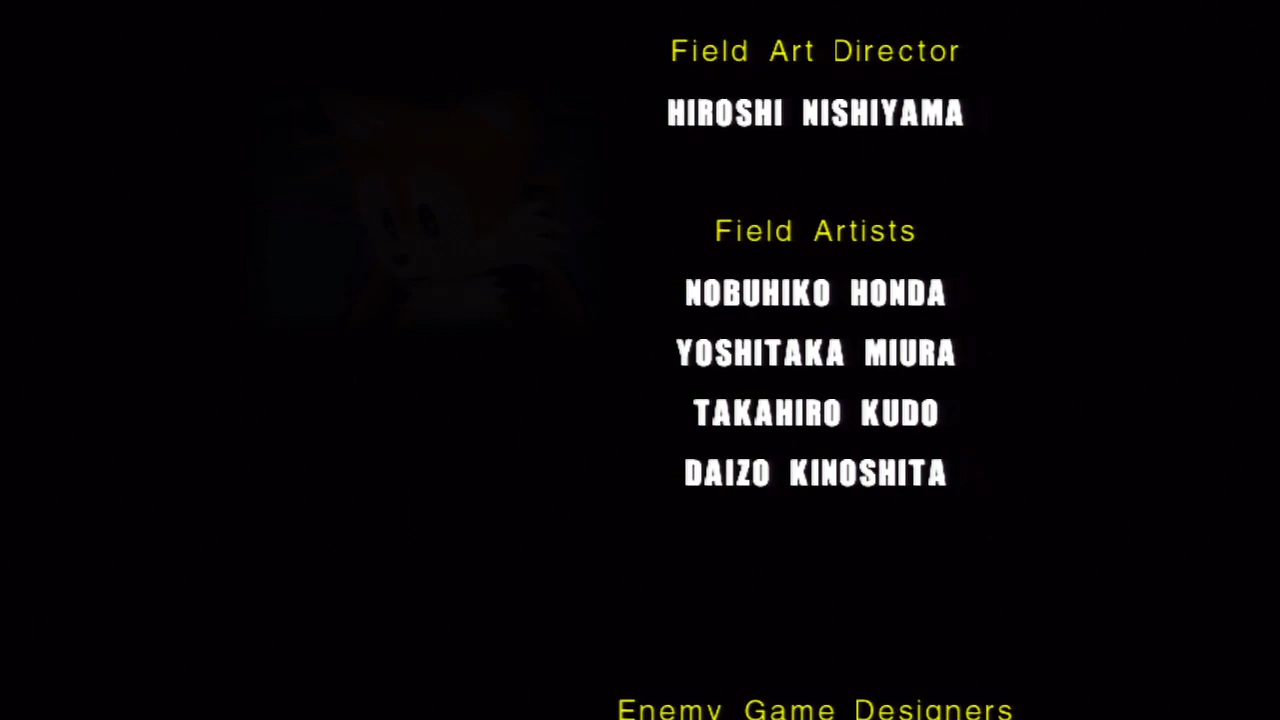 Field Art Director
HIROSHI NISHIYAMA
Field Artists
NOBUHIKO HONDA
YOSHITAKA MIURA
TAKAHIRO KUDO
DAIZO KINOSHITA
Enemy Game Designers